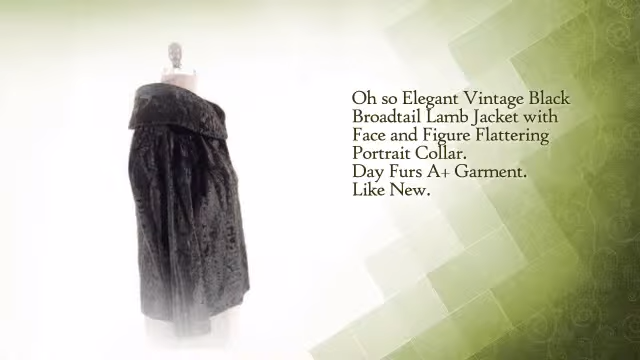 Oh so Elegant Vintage Black
Broadtail Lamb Jacket with
Face and Figure Flattering
Portrait Collar.
Day Furs A+ Garment.
Like New.